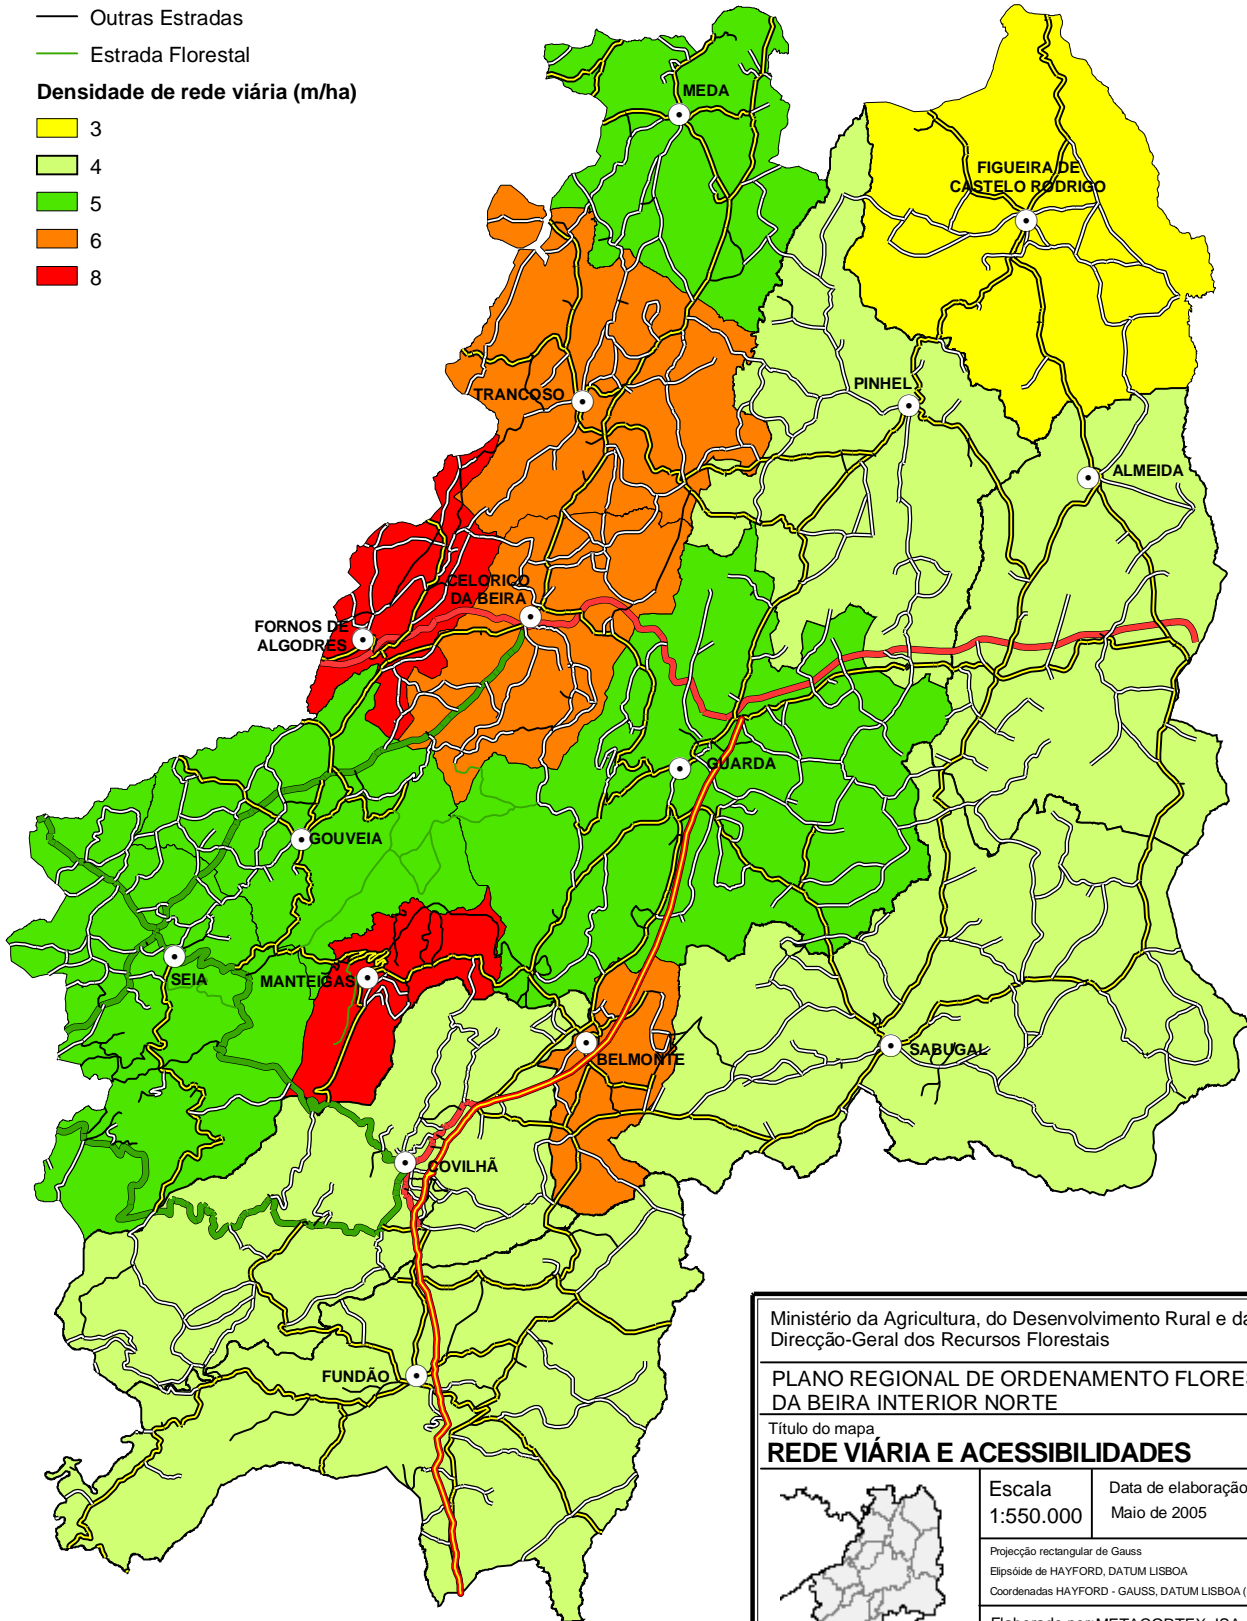 Outras Estradas
Estrada Florestal
Densidade de rede viária (m/ha)
3
4
5
6
8
MEDA
FIGUEIRA DE
CASTELO RODRIGO
TRANCOSO
PINHEL
ALMEIDA
CELORICO
DA BEIRA
FORNOS DE
ALGODRES
GUARDA
GOUVEIA
SEIA
MANTEIGAS
BELMONTE
SABUGAL
COVILHÃ
FUNDÃO
Ministério da Agricultura, do Desenvolvimento Rural e da
Direcção-Geral dos Recursos Florestais
PLANO REGIONAL DE ORDENAMENTO FLORES
DA BEIRA INTERIOR NORTE
Título do mapa
REDE VIÁRIA E ACESSIBILIDADES
Escala
1:550.000
Data de elaboração
Maio de 2005
Projecção rectangular de Gauss
Elipsóide de HAYFORD, DATUM LISBOA
Coordenadas HAYFORD - GAUSS, DATUM LISBOA (
Elaborado por: METACORTEX, ISA